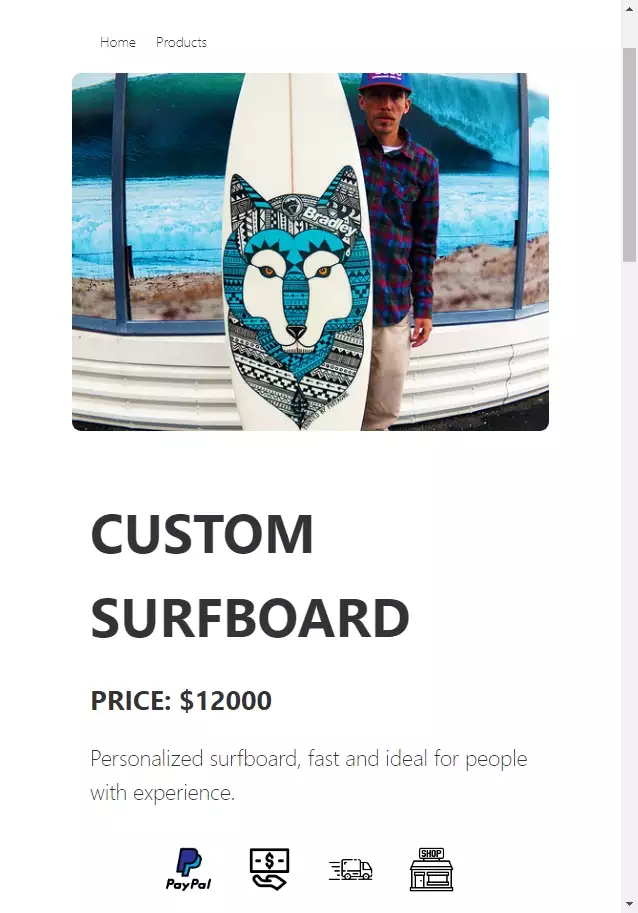 Home Products
Bradley
CUSTOM
SURFBOARD
PRICE: $12000
Personalized surfboard, fast and ideal for people
with experience.
PayPal
$
SHOP